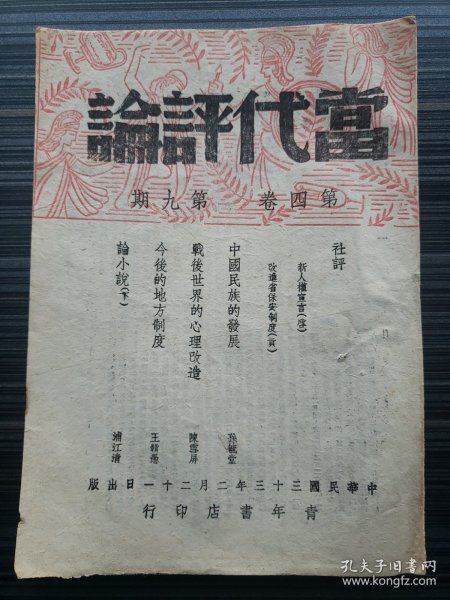 當代評論
第四卷 第九期
社評
新人權宣言(淳)
改進省保安制度(貢)
中國民族的發展 孫毓棠
戰後世界的心理改造 陳雪屏
今後的地方制度 王贛愚
論小說(下) 浦江清
中華民國三十三年二月二十一日出版
青年書店印行
孔夫子旧书网
www.kongfz.com